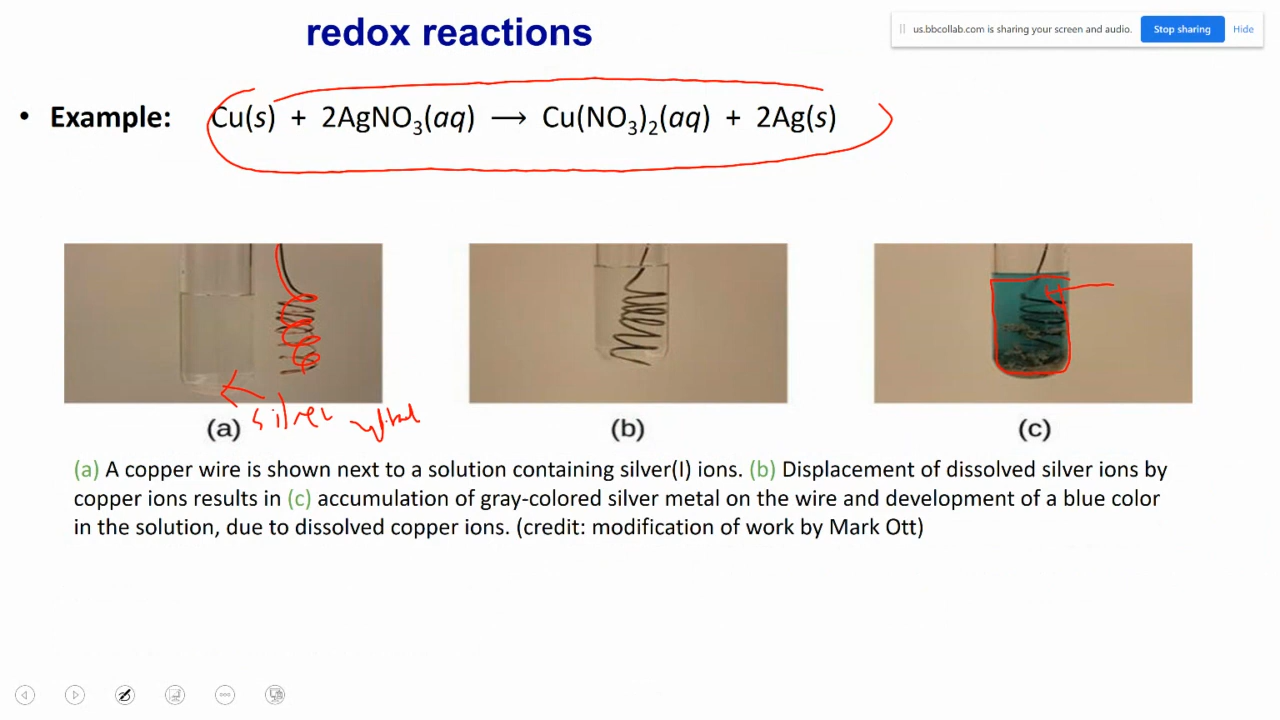 redox reactions
us.bbcollab.com is sharing your screen and audio. Stop sharing Hide
• Example: Cu(s) + 2AgNO₃(aq) ⟶ Cu(NO₃)₂(aq) + 2Ag(s)
silver
(a) (b) (c)
(a) A copper wire is shown next to a solution containing silver(I) ions. (b) Displacement of dissolved silver ions by
copper ions results in (c) accumulation of gray-colored silver metal on the wire and development of a blue color
in the solution, due to dissolved copper ions. (credit: modification of work by Mark Ott)